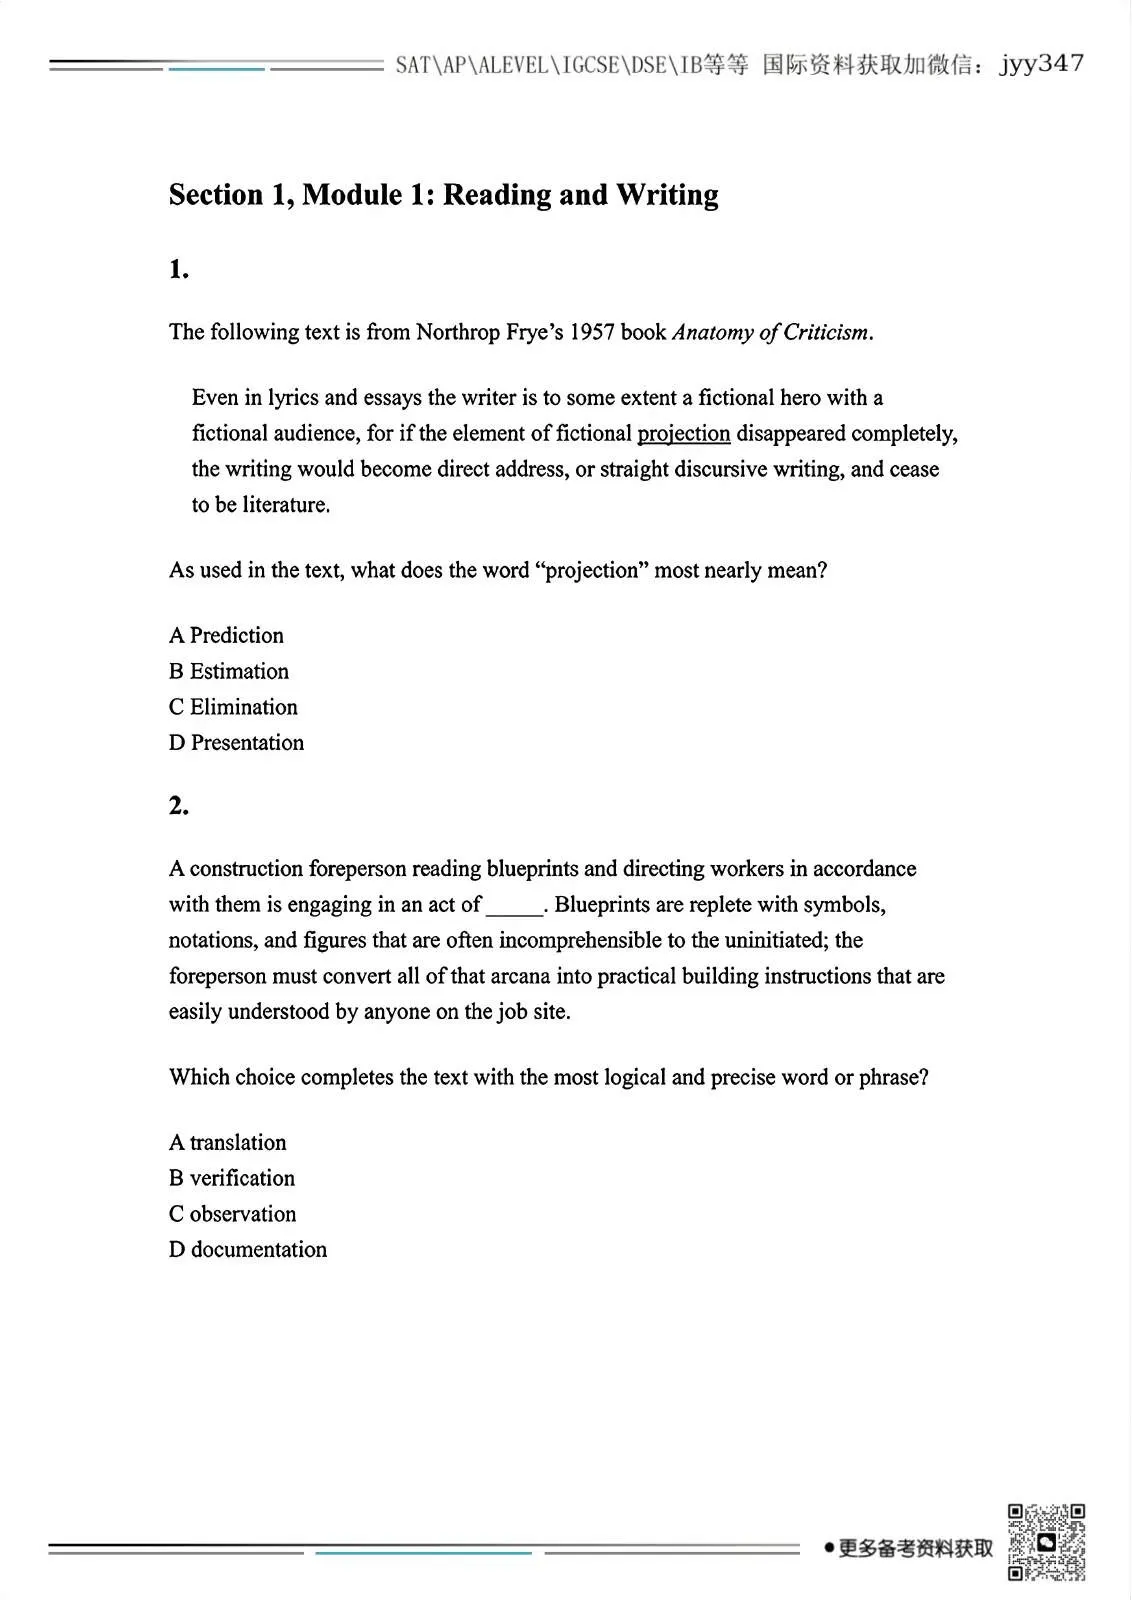 SAT\AP\ALEVEL\IGCSE\DSE\IB等等 国际资料获取加微信: jyy347
Section 1, Module 1: Reading and Writing
1.
The following text is from Northrop Frye’s 1957 book Anatomy of Criticism.
Even in lyrics and essays the writer is to some extent a fictional hero with a
fictional audience, for if the element of fictional projection disappeared completely,
the writing would become direct address, or straight discursive writing, and cease
to be literature.
As used in the text, what does the word “projection” most nearly mean?
A Prediction
B Estimation
C Elimination
D Presentation
2.
A construction foreperson reading blueprints and directing workers in accordance
with them is engaging in an act of _____. Blueprints are replete with symbols,
notations, and figures that are often incomprehensible to the uninitiated; the
foreperson must convert all of that arcana into practical building instructions that are
easily understood by anyone on the job site.
Which choice completes the text with the most logical and precise word or phrase?
A translation
B verification
C observation
D documentation
●更多备考资料获取